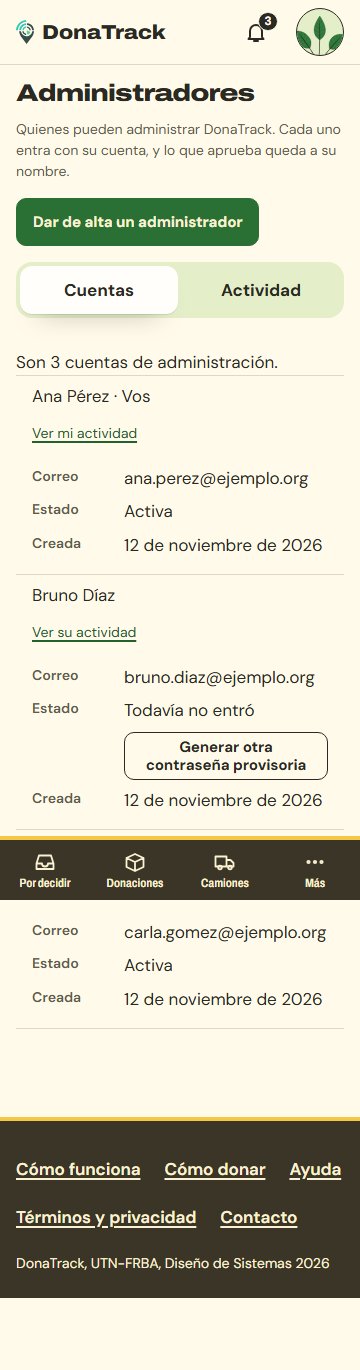 DonaTrack
3
Administradores
Quienes pueden administrar DonaTrack. Cada uno
entra con su cuenta, y lo que aprueba queda a su
nombre.
Dar de alta un administrador
Cuentas
Actividad
Son 3 cuentas de administración.
Ana Pérez · Vos
Ver mi actividad
Correo ana.perez@ejemplo.org
Estado Activa
Creada 12 de noviembre de 2026
Bruno Díaz
Ver su actividad
Correo bruno.diaz@ejemplo.org
Estado Todavía no entró
Generar otra
contraseña provisoria
Creada 12 de noviembre de 2026
Por decidir
Donaciones
Camiones
Más
Correo carla.gomez@ejemplo.org
Estado Activa
Creada 12 de noviembre de 2026
Cómo funciona Cómo donar Ayuda
Términos y privacidad Contacto
DonaTrack, UTN-FRBA, Diseño de Sistemas 2026